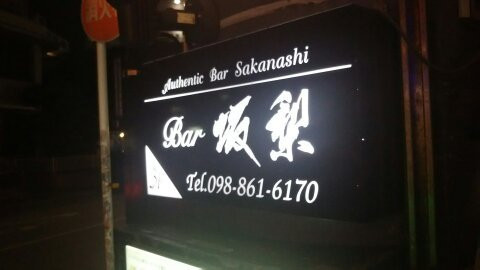 Authentic Bar Sakanashi
Bar 坂梨
Tel.098-861-6170